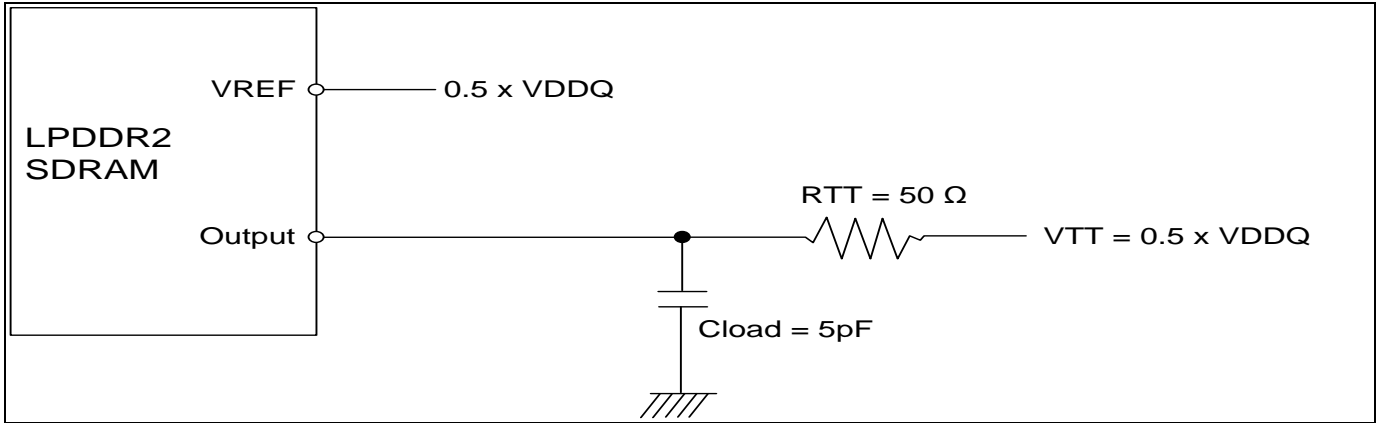 VREF
0.5 x VDDQ
LPDDR2
SDRAM
RTT = 50 Ω
Output
VTT = 0.5 x VDDQ
Cload = 5pF